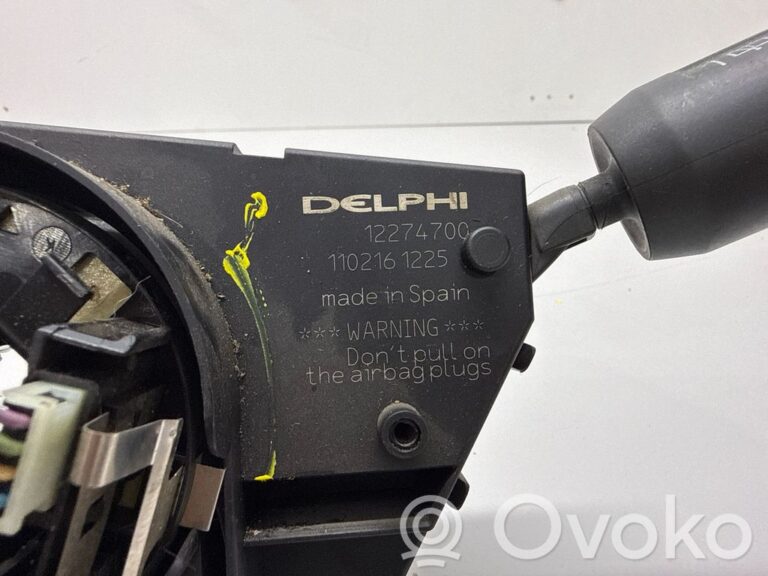 DELPHI
12274700
110216 1225
made in Spain
*** WARNING ***
Don't pull on
the airbag plugs
Ovoko